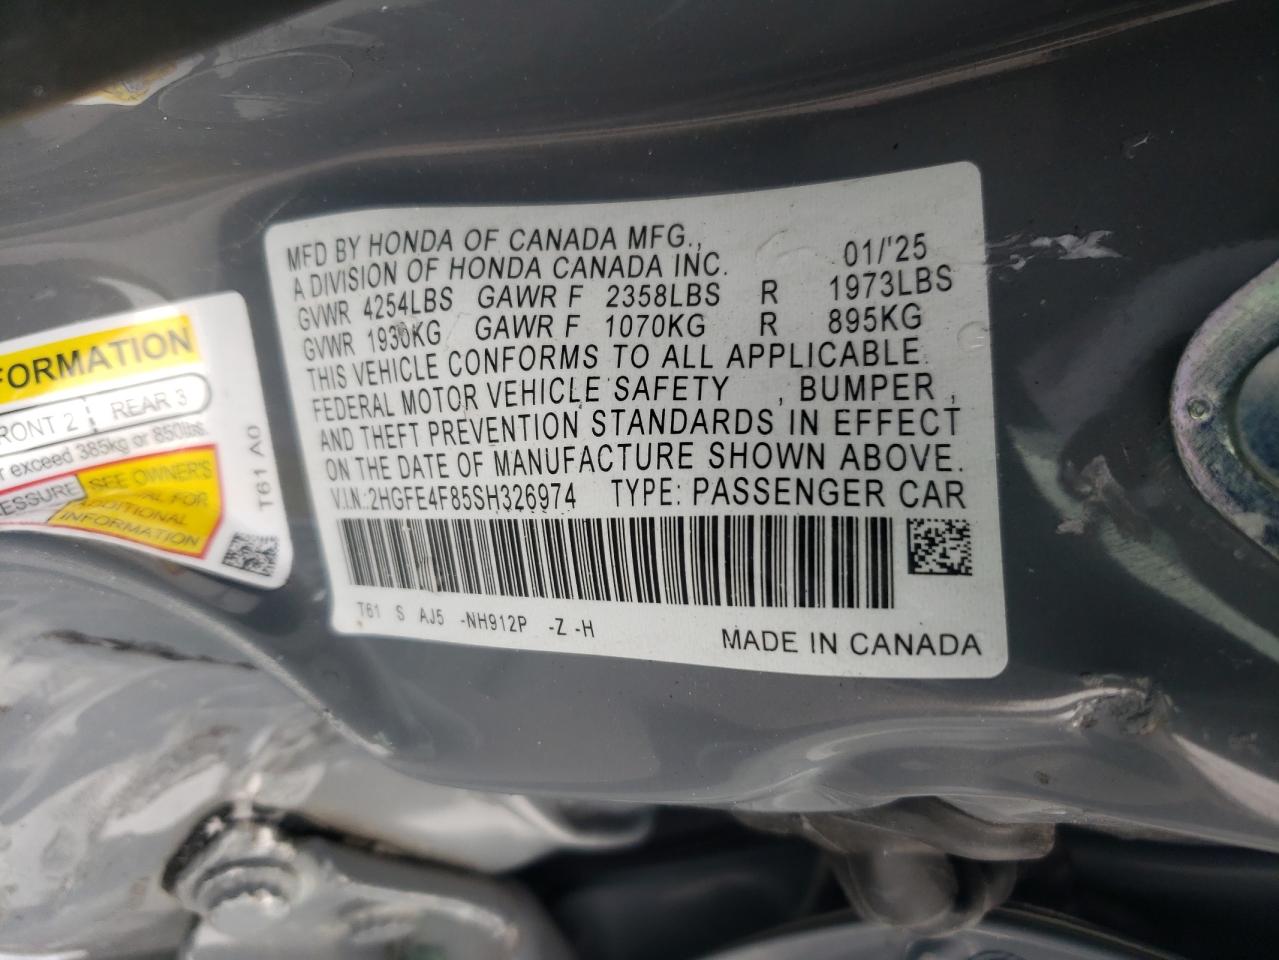 MFD BY HONDA OF CANADA MFG.,
A DIVISION OF HONDA CANADA INC. 01/'25
GVWR 4254LBS GAWR F 2358LBS R 1973LBS
GVWR 1930KG GAWR F 1070KG R 895KG
THIS VEHICLE CONFORMS TO ALL APPLICABLE
FEDERAL MOTOR VEHICLE SAFETY , BUMPER ,
AND THEFT PREVENTION STANDARDS IN EFFECT
ON THE DATE OF MANUFACTURE SHOWN ABOVE.
V.I.N:2HGFE4F85SH326974 TYPE: PASSENGER CAR
T61 S AJ5 -NH912P -Z -H
MADE IN CANADA
FORMATION
RONT 2 REAR 3
exceed 385kg or 850lbs.
RESSURE SEE OWNER'S
ADDITIONAL
INFORMATION
T61 A0